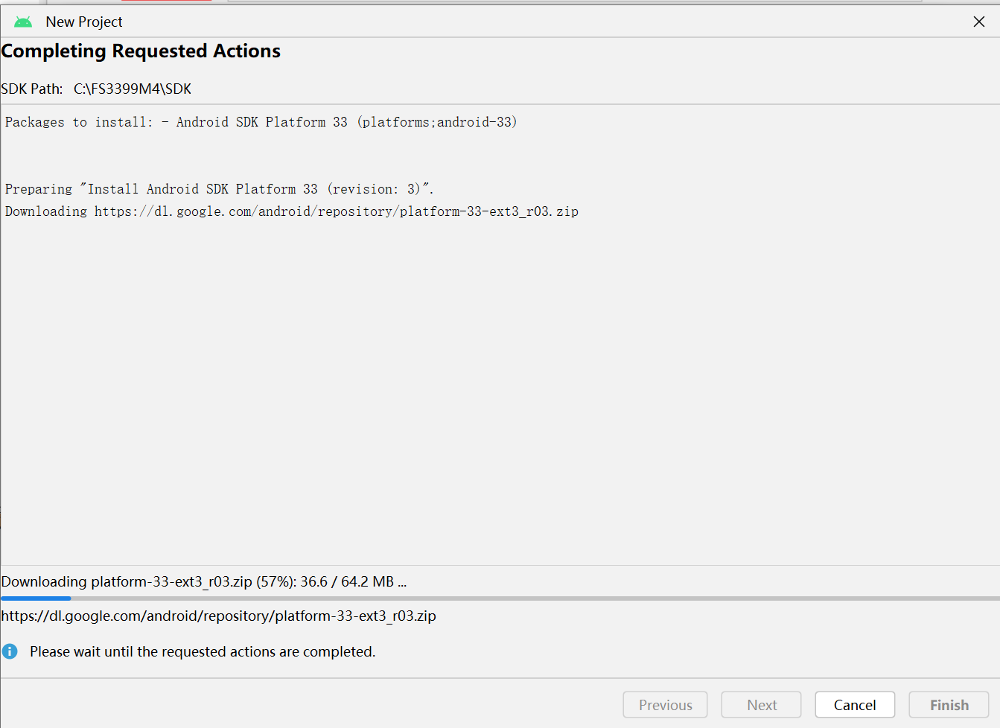 New Project
Completing Requested Actions
SDK Path: C:\FS3399M4\SDK
Packages to install: - Android SDK Platform 33 (platforms;android-33)
Preparing "Install Android SDK Platform 33 (revision: 3)".
Downloading https://dl.google.com/android/repository/platform-33-ext3_r03.zip
Downloading platform-33-ext3_r03.zip (57%): 36.6 / 64.2 MB ...
https://dl.google.com/android/repository/platform-33-ext3_r03.zip
Please wait until the requested actions are completed.
Previous Next Cancel Finish